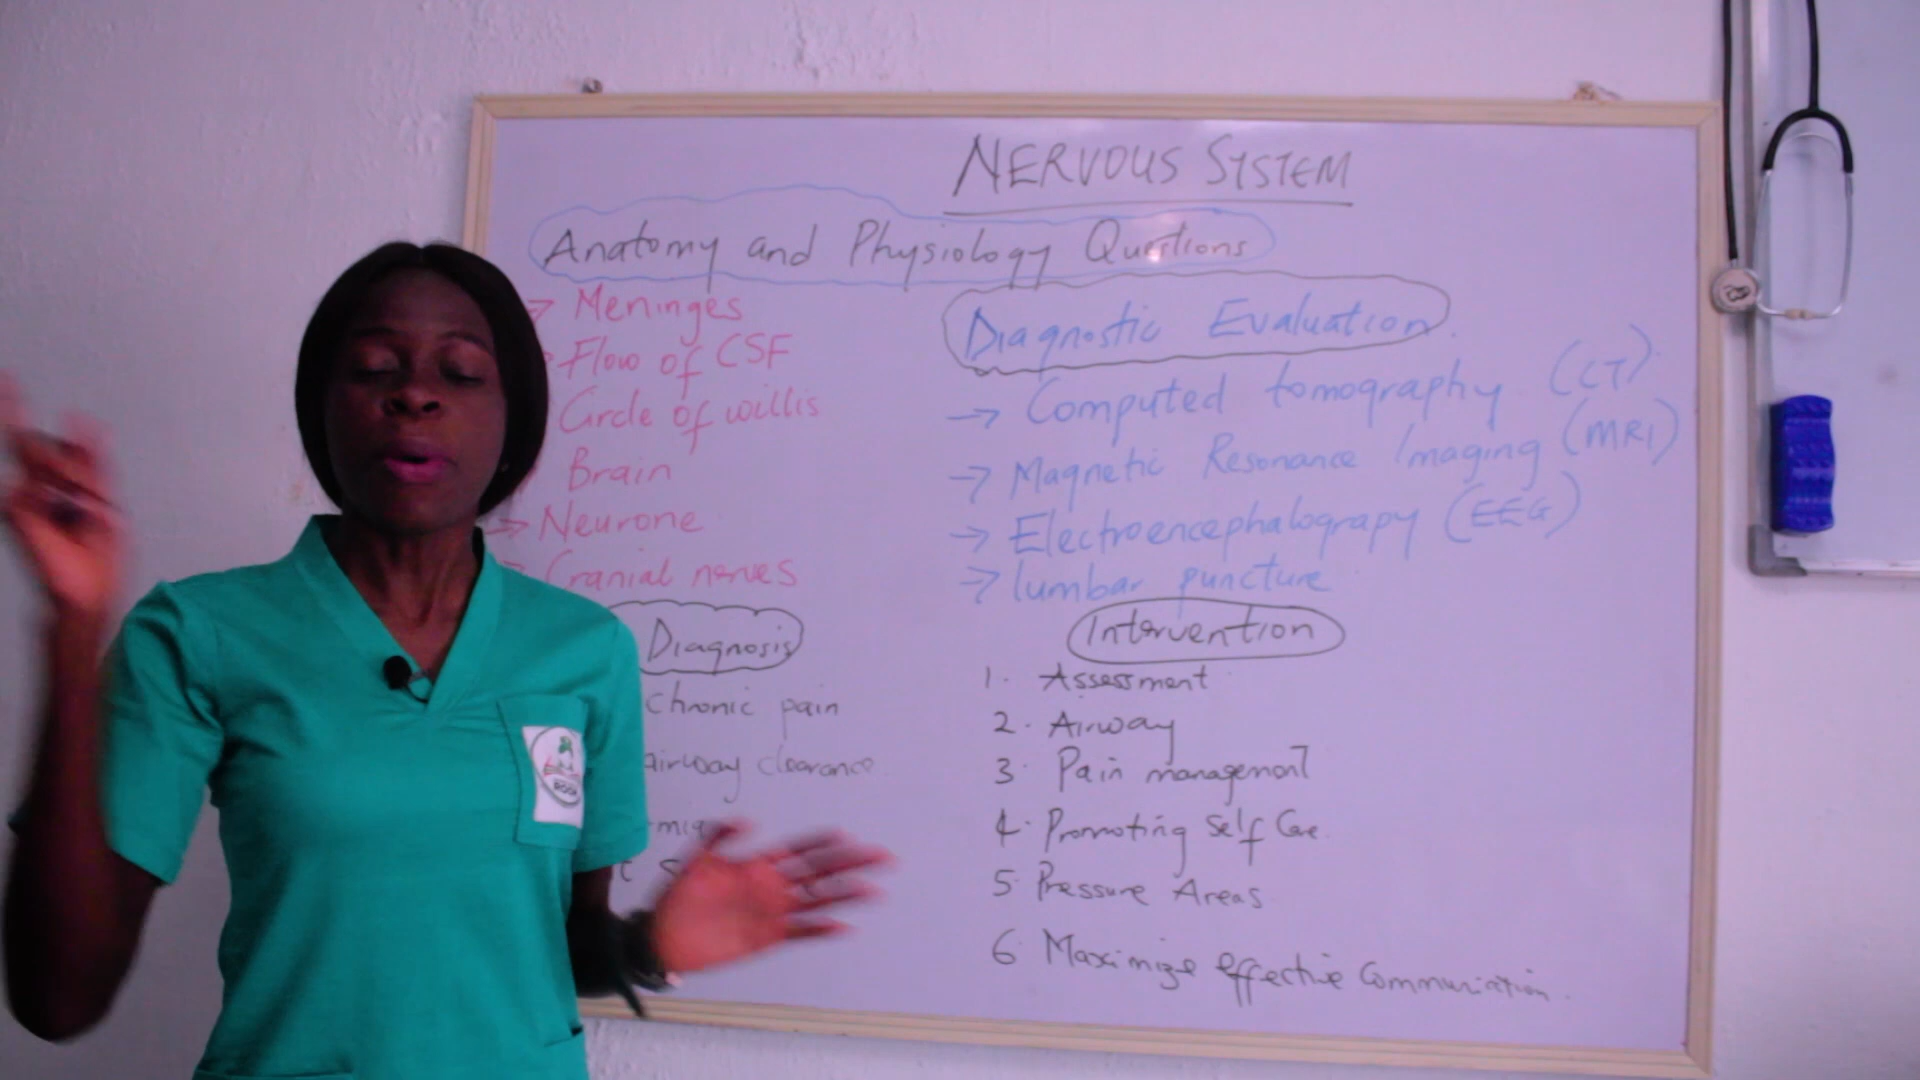 NERVOUS SYSTEM
Anatomy and Physiology Questions
→ Meninges
Flow of CSF
Circle of willis
Brain
→ Neurone
Cranial nerves
Diagnostic Evaluation.
→ Computed tomography (CT).
→ Magnetic Resonance Imaging (MRI)
→ Electroencephalograpy (EEG)
→ lumbar puncture
Diagnosis
chronic pain
airway clearance
Intervention
1. Assessment
2. Airway
3. Pain management
4. Promoting Self Care
5. Pressure Areas
6. Maximize effective